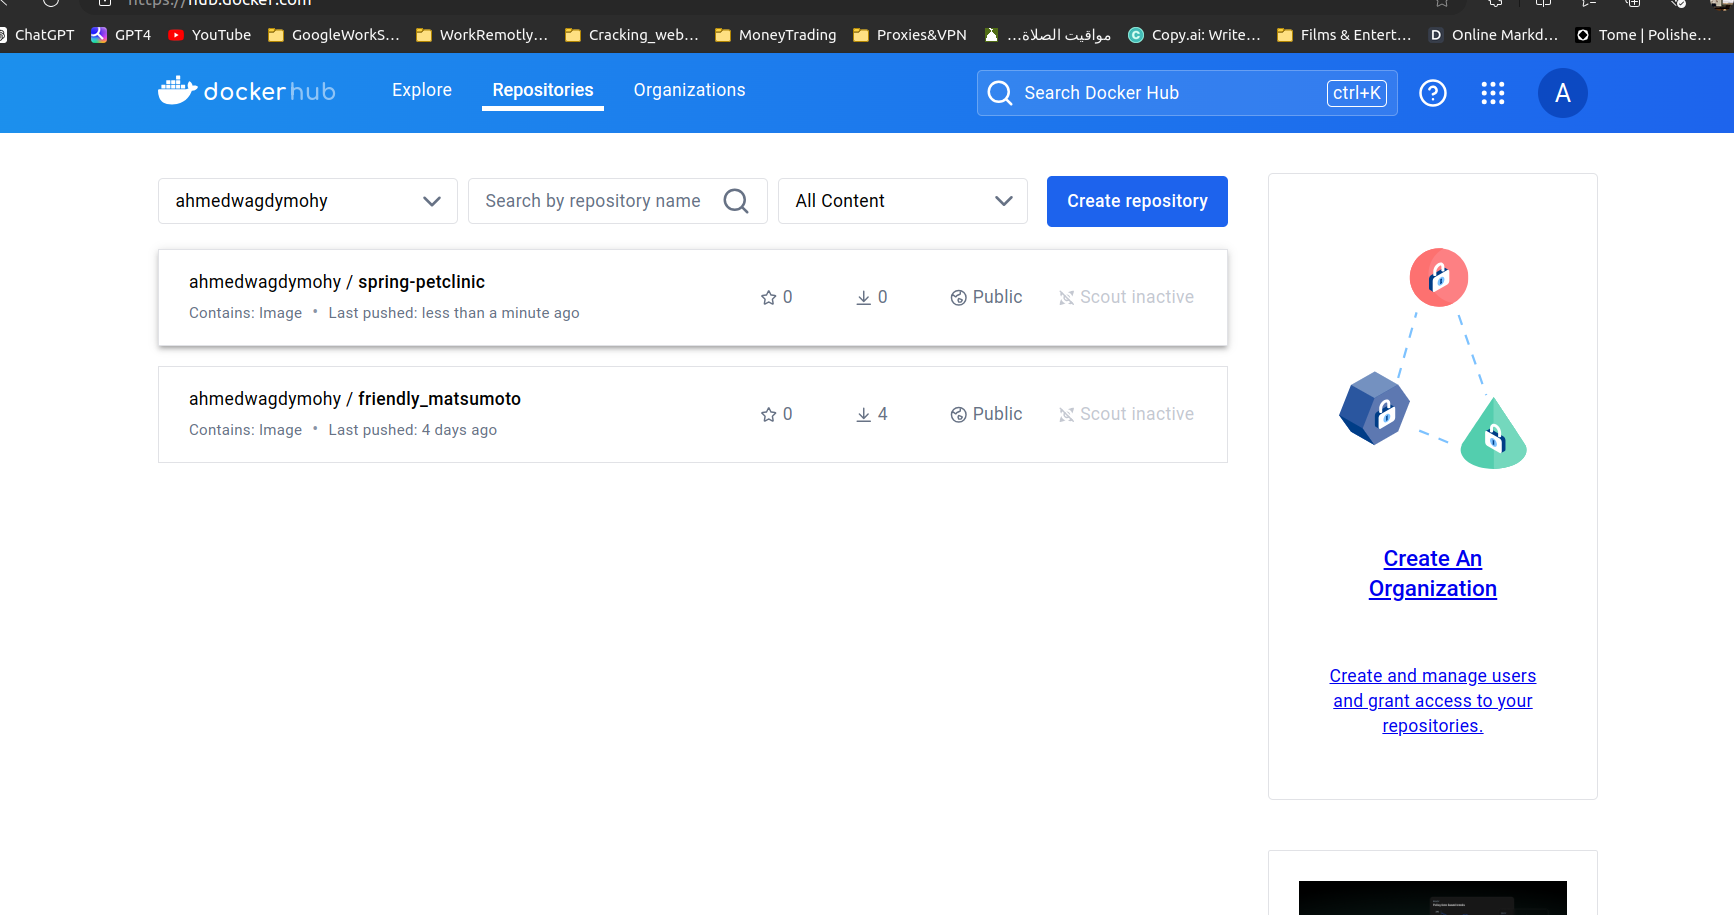 https://hub.docker.com
ChatGPT GPT4 YouTube GoogleWorkS... WorkRemotly,... Cracking_web... MoneyTrading Proxies&VPN مواقيت الصلاة... Copy.ai: Write... Films & Entert... D Online Markd... Tome | Polishe...
docker hub Explore Repositories Organizations Search Docker Hub ctrl+K A
ahmedwagdymohy Search by repository name All Content Create repository
ahmedwagdymohy / spring-petclinic
Contains: Image • Last pushed: less than a minute ago
0 0 Public Scout inactive
ahmedwagdymohy / friendly_matsumoto
Contains: Image • Last pushed: 4 days ago
0 4 Public Scout inactive
Create An
Organization
Create and manage users
and grant access to your
repositories.